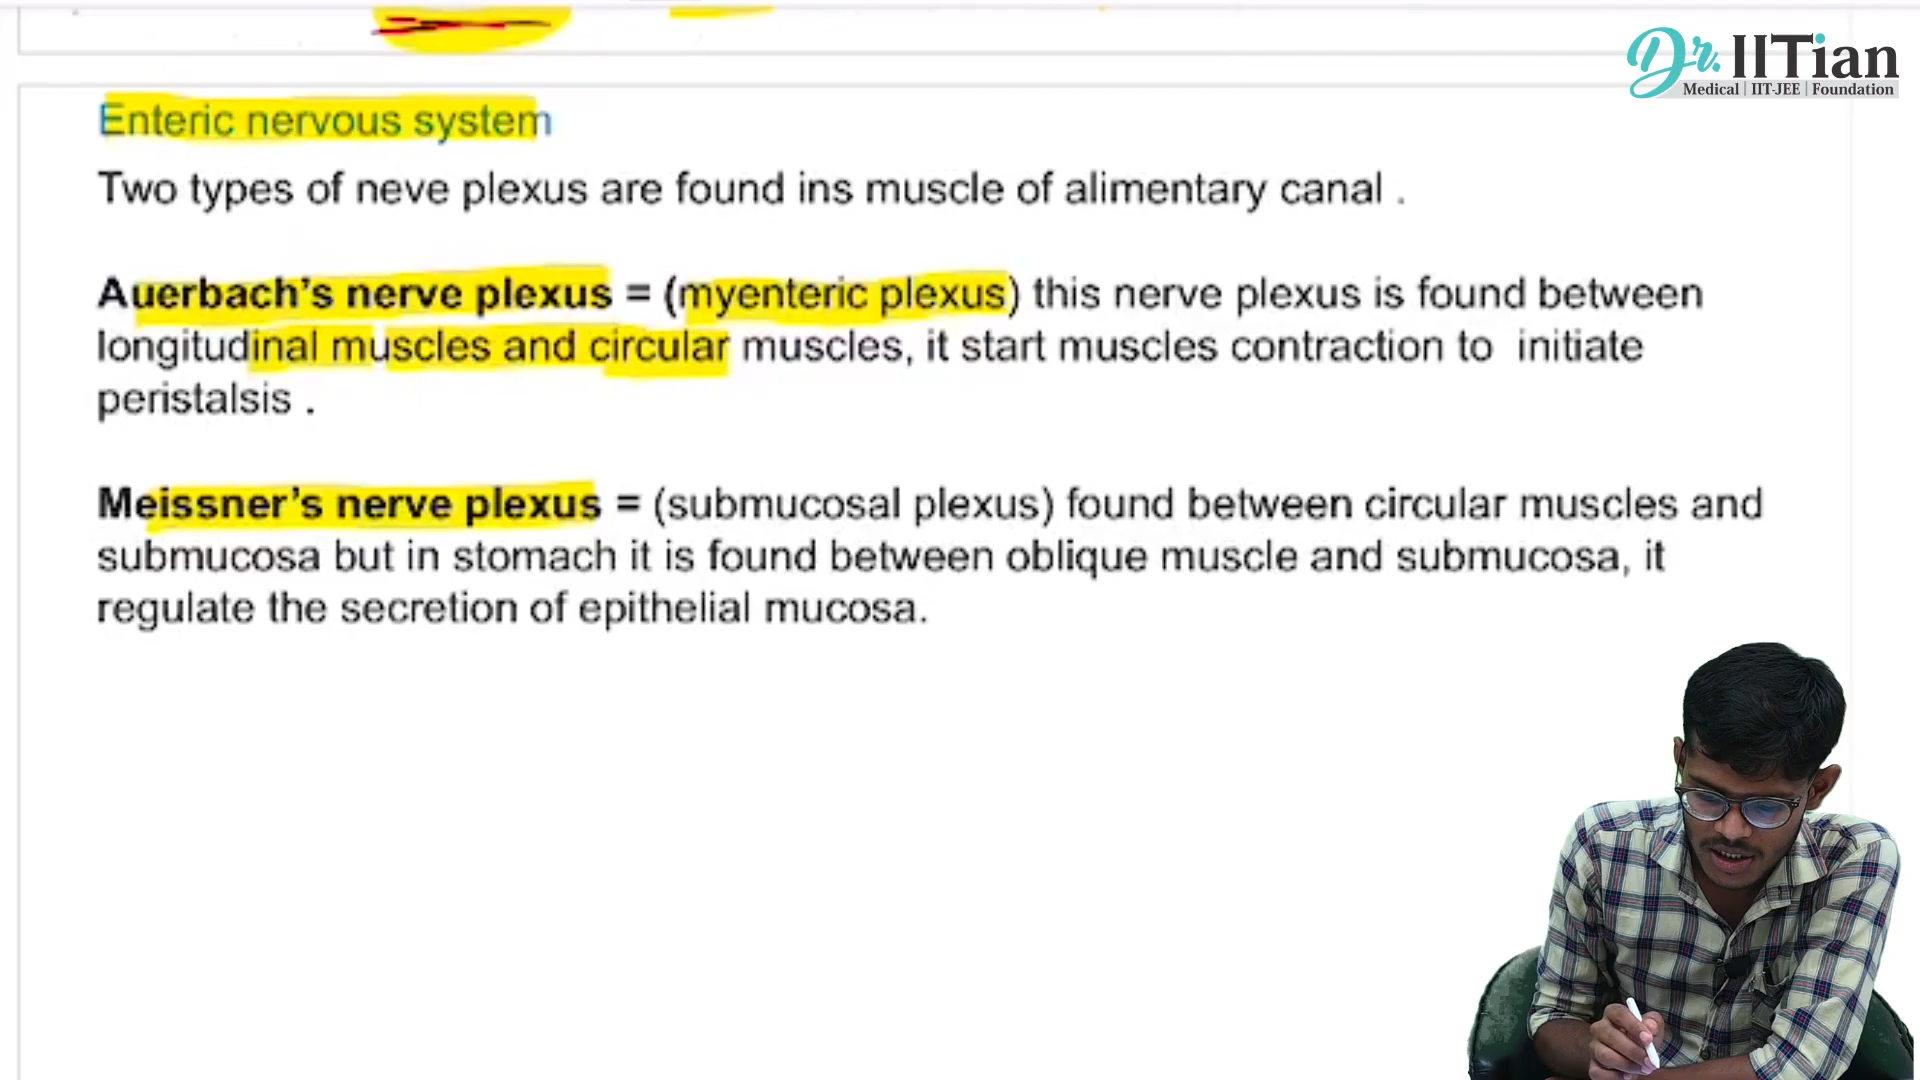 Dr. IITian
Medical | IIT-JEE | Foundation
Enteric nervous system
Two types of neve plexus are found ins muscle of alimentary canal .
Auerbach’s nerve plexus = (myenteric plexus) this nerve plexus is found between
longitudinal muscles and circular muscles, it start muscles contraction to initiate
peristalsis .
Meissner’s nerve plexus = (submucosal plexus) found between circular muscles and
submucosa but in stomach it is found between oblique muscle and submucosa, it
regulate the secretion of epithelial mucosa.